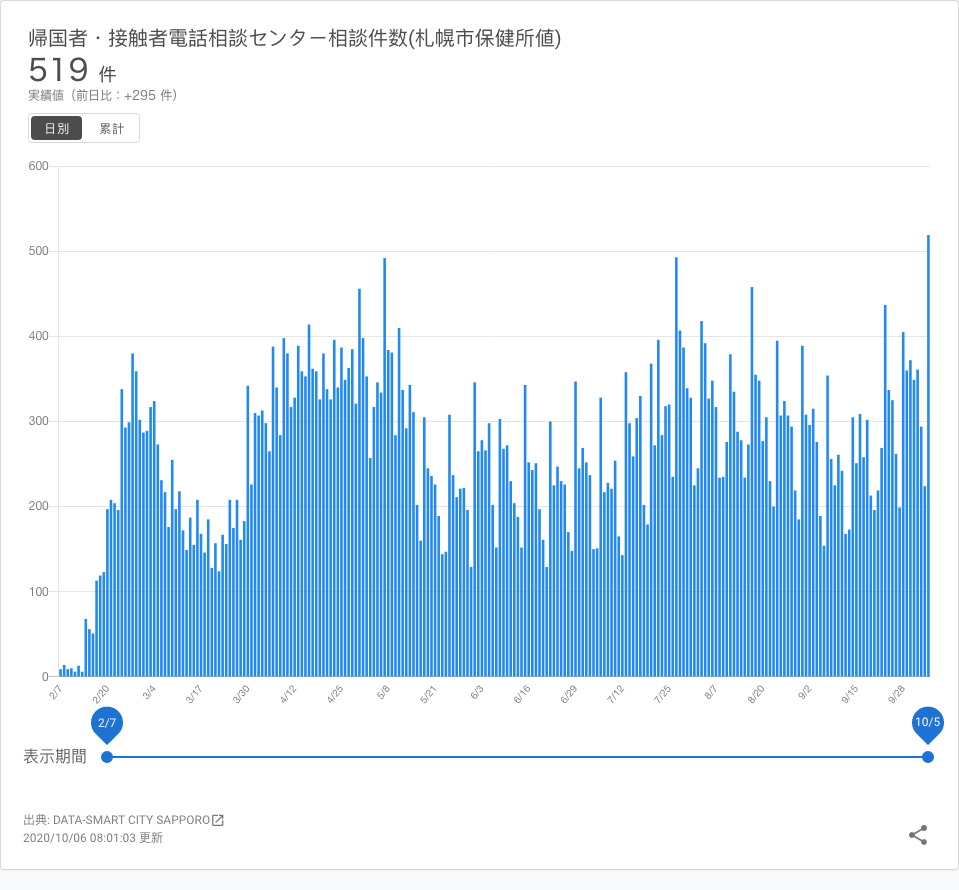 帰国者・接触者電話相談センター相談件数(札幌市保健所値)
519 件
実績値（前日比：+295 件）
日別 累計
600
500
400
300
200
100
0
2/7 2/20 3/4 3/17 3/30 4/12 4/25 5/8 5/21 6/3 6/16 6/29 7/12 7/25 8/7 8/20 9/2 9/15 9/28
2/7 10/5
表示期間
出典: DATA-SMART CITY SAPPORO
2020/10/06 08:01:03 更新